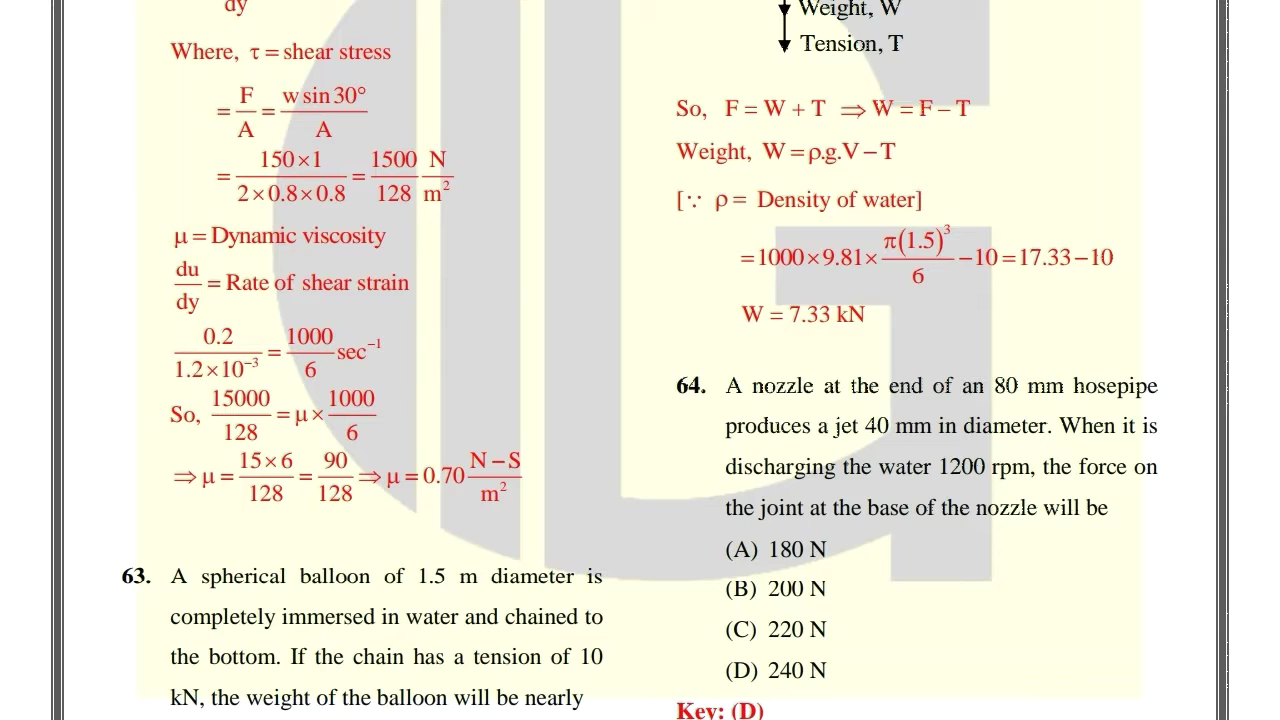 dy
Where, τ = shear stress
= F/A = w sin 30°/A
= 150×1/2×0.8×0.8 = 1500/128 N/m²
μ = Dynamic viscosity
du/dy = Rate of shear strain
0.2/1.2×10⁻³ = 1000/6 sec⁻¹
So, 15000/128 = μ× 1000/6
⇒ μ = 15×6/128 = 90/128 ⇒ μ = 0.70 N−S/m²
63. A spherical balloon of 1.5 m diameter is
completely immersed in water and chained to
the bottom. If the chain has a tension of 10
kN, the weight of the balloon will be nearly
Weight, W
Tension, T
So, F = W + T ⇒ W = F − T
Weight, W = ρ.g.V − T
[∵ ρ = Density of water]
= 1000×9.81× π(1.5)³/6 −10 = 17.33−10
W = 7.33 kN
64. A nozzle at the end of an 80 mm hosepipe
produces a jet 40 mm in diameter. When it is
discharging the water 1200 rpm, the force on
the joint at the base of the nozzle will be
(A) 180 N
(B) 200 N
(C) 220 N
(D) 240 N
Key: (D)